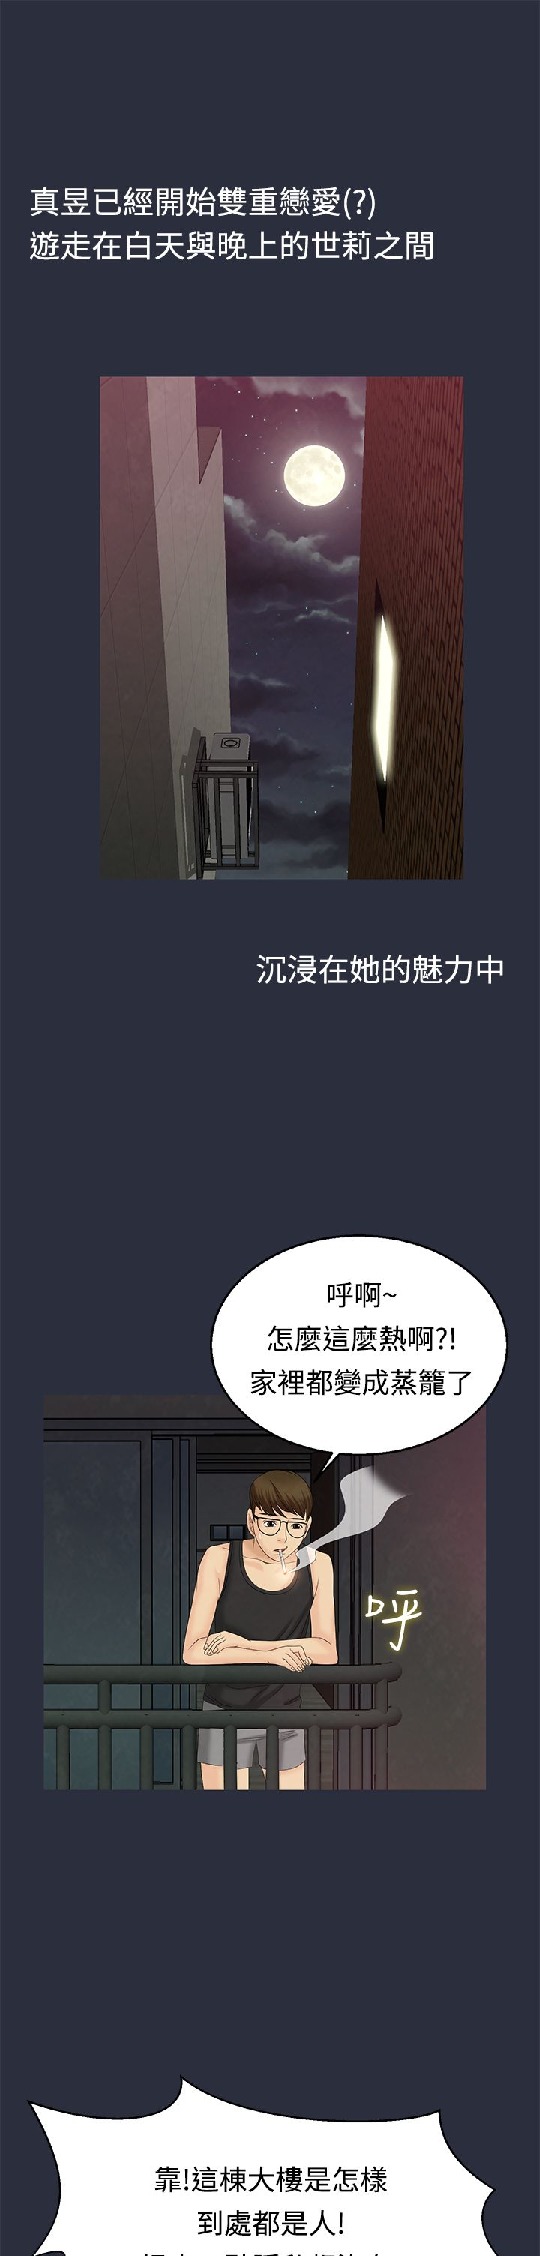 真昱已經開始雙重戀愛(?)
遊走在白天與晚上的世莉之間
沉浸在她的魅力中
呼啊~
怎麼這麼熱啊?!
家裡都變成蒸籠了
呼
靠!這棟大樓是怎樣
到處都是人!